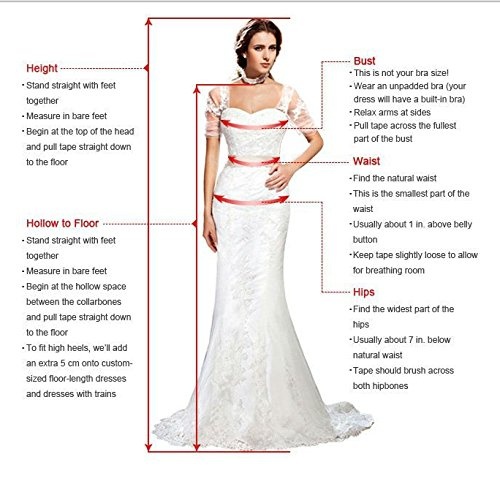 Height
• Stand straight with feet
together
• Measure in bare feet
• Begin at the top of the head
and pull tape straight down
to the floor
Hollow to Floor
• Stand straight with feet
together
• Measure in bare feet
• Begin at the hollow space
between the collarbones
and pull tape straight down
to the floor
• To fit high heels, we'll add
an extra 5 cm onto custom-
sized floor-length dresses
and dresses with trains
Bust
• This is not your bra size!
• Wear an unpadded bra (your
dress will have a built-in bra)
• Relax arms at sides
• Pull tape across the fullest
part of the bust
Waist
• Find the natural waist
• This is the smallest part of the
waist
• Usually about 1 in. above belly
button
• Keep tape slightly loose to allow
for breathing room
Hips
• Find the widest part of the
hips
• Usually about 7 in. below
natural waist
• Tape should brush across
both hipbones